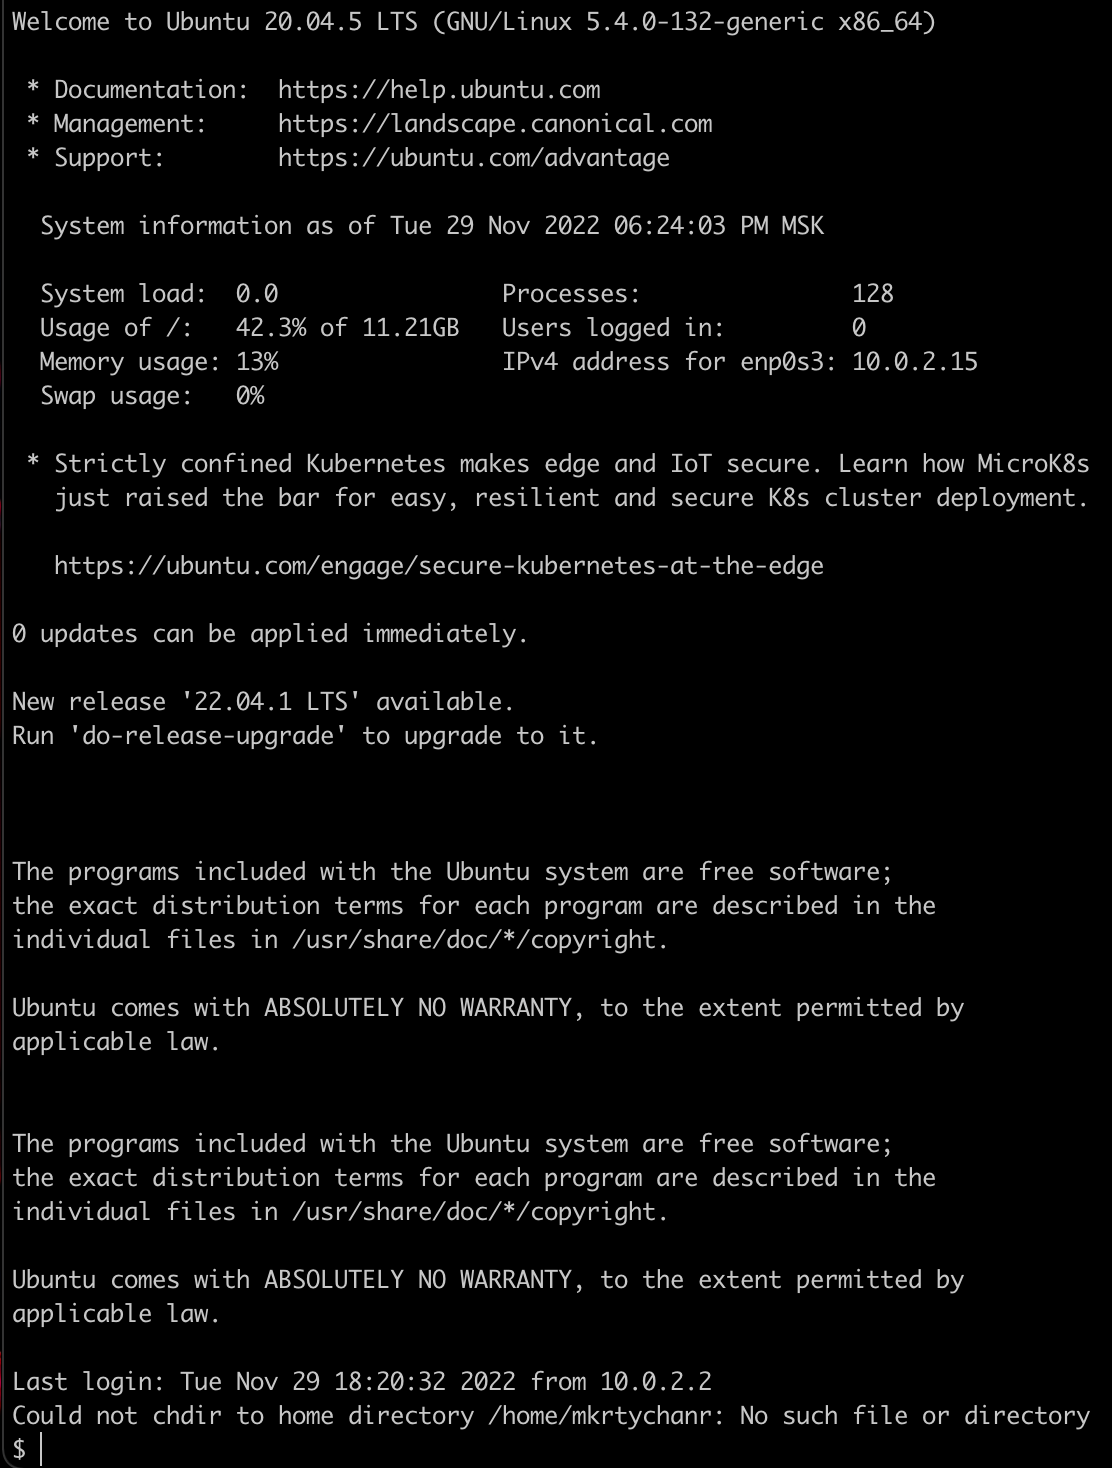 Welcome to Ubuntu 20.04.5 LTS (GNU/Linux 5.4.0-132-generic x86_64)

 * Documentation:  https://help.ubuntu.com
 * Management:     https://landscape.canonical.com
 * Support:        https://ubuntu.com/advantage

  System information as of Tue 29 Nov 2022 06:24:03 PM MSK

  System load:  0.0                Processes:               128
  Usage of /:   42.3% of 11.21GB   Users logged in:         0
  Memory usage: 13%                IPv4 address for enp0s3: 10.0.2.15
  Swap usage:   0%

 * Strictly confined Kubernetes makes edge and IoT secure. Learn how MicroK8s
   just raised the bar for easy, resilient and secure K8s cluster deployment.

   https://ubuntu.com/engage/secure-kubernetes-at-the-edge

0 updates can be applied immediately.

New release '22.04.1 LTS' available.
Run 'do-release-upgrade' to upgrade to it.

The programs included with the Ubuntu system are free software;
the exact distribution terms for each program are described in the
individual files in /usr/share/doc/*/copyright.

Ubuntu comes with ABSOLUTELY NO WARRANTY, to the extent permitted by
applicable law.

The programs included with the Ubuntu system are free software;
the exact distribution terms for each program are described in the
individual files in /usr/share/doc/*/copyright.

Ubuntu comes with ABSOLUTELY NO WARRANTY, to the extent permitted by
applicable law.

Last login: Tue Nov 29 18:20:32 2022 from 10.0.2.2
Could not chdir to home directory /home/mkrtychanr: No such file or directory
$